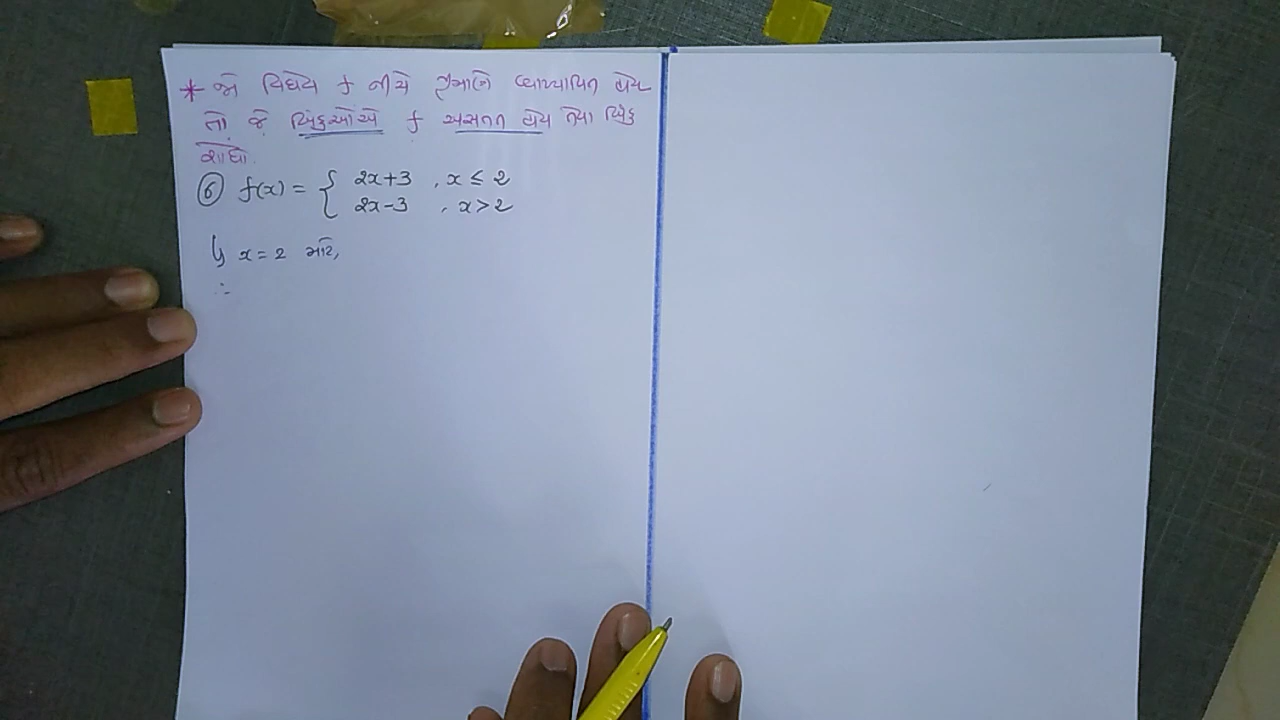 * જો વિધેય f નીચે પ્રમાણે વ્યાખ્યાયિત હોય
તો જે બિંદુઓએ f અસતત હોય તેવા બિંદુ
શોધો.
⑥ f(x) = { 2x+3 , x ≤ 2
2x-3 , x > 2
↳ x = 2 માટે,
∴